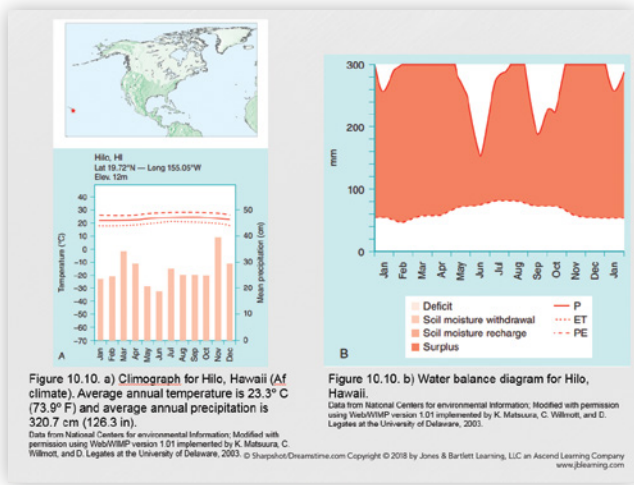 Hilo, HI
Lat 19.72°N — Long 155.05°W
Elev. 12m
Temperature (°C)
40
30
20
10
0
-10
-20
-30
-40
-50
-60
-70
Mean precipitation (cm)
50
40
30
20
10
0
Jan
Feb
Mar
Apr
May
Jun
Jul
Aug
Sep
Oct
Nov
Dec
A
Figure 10.10. a) Climograph for Hilo, Hawaii (Af
climate). Average annual temperature is 23.3° C
(73.9° F) and average annual precipitation is
320.7 cm (126.3 in).
Data from National Centers for environmental Information; Modified with
permission using Web/WIMP version 1.01 implemented by K. Matsuura, C.
Willmott, and D. Legates at the University of Delaware, 2003.
mm
300
200
100
0
Jan
Feb
Mar
Apr
May
Jun
Jul
Aug
Sep
Oct
Nov
Dec
Jan
Deficit
Soil moisture withdrawal
Soil moisture recharge
Surplus
P
ET
PE
B
Figure 10.10. b) Water balance diagram for Hilo,
Hawaii.
Data from National Centers for environmental Information; Modified with permission
using Web/WIMP version 1.01 implemented by K. Matsuura, C. Willmott, and D.
Legates at the University of Delaware, 2003.
© Sharpshot/Dreamstime.com Copyright © 2018 by Jones & Bartlett Learning, LLC an Ascend Learning Company
www.jblearning.com